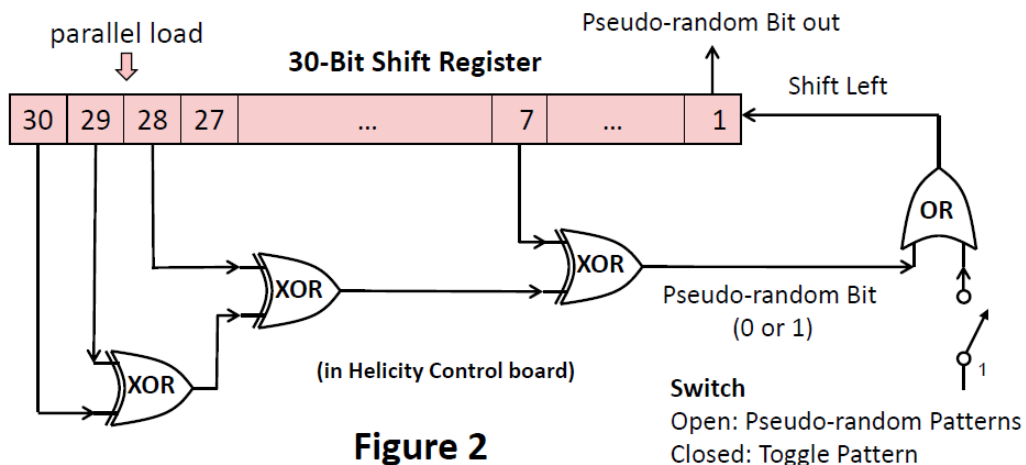 Pseudo-random Bit out
parallel load
30-Bit Shift Register
Shift Left
30 29 28 27 ... 7 ... 1
OR
XOR
XOR
Pseudo-random Bit
(0 or 1)
XOR
(in Helicity Control board)
1
Switch
Open: Pseudo-random Patterns
Closed: Toggle Pattern
Figure 2